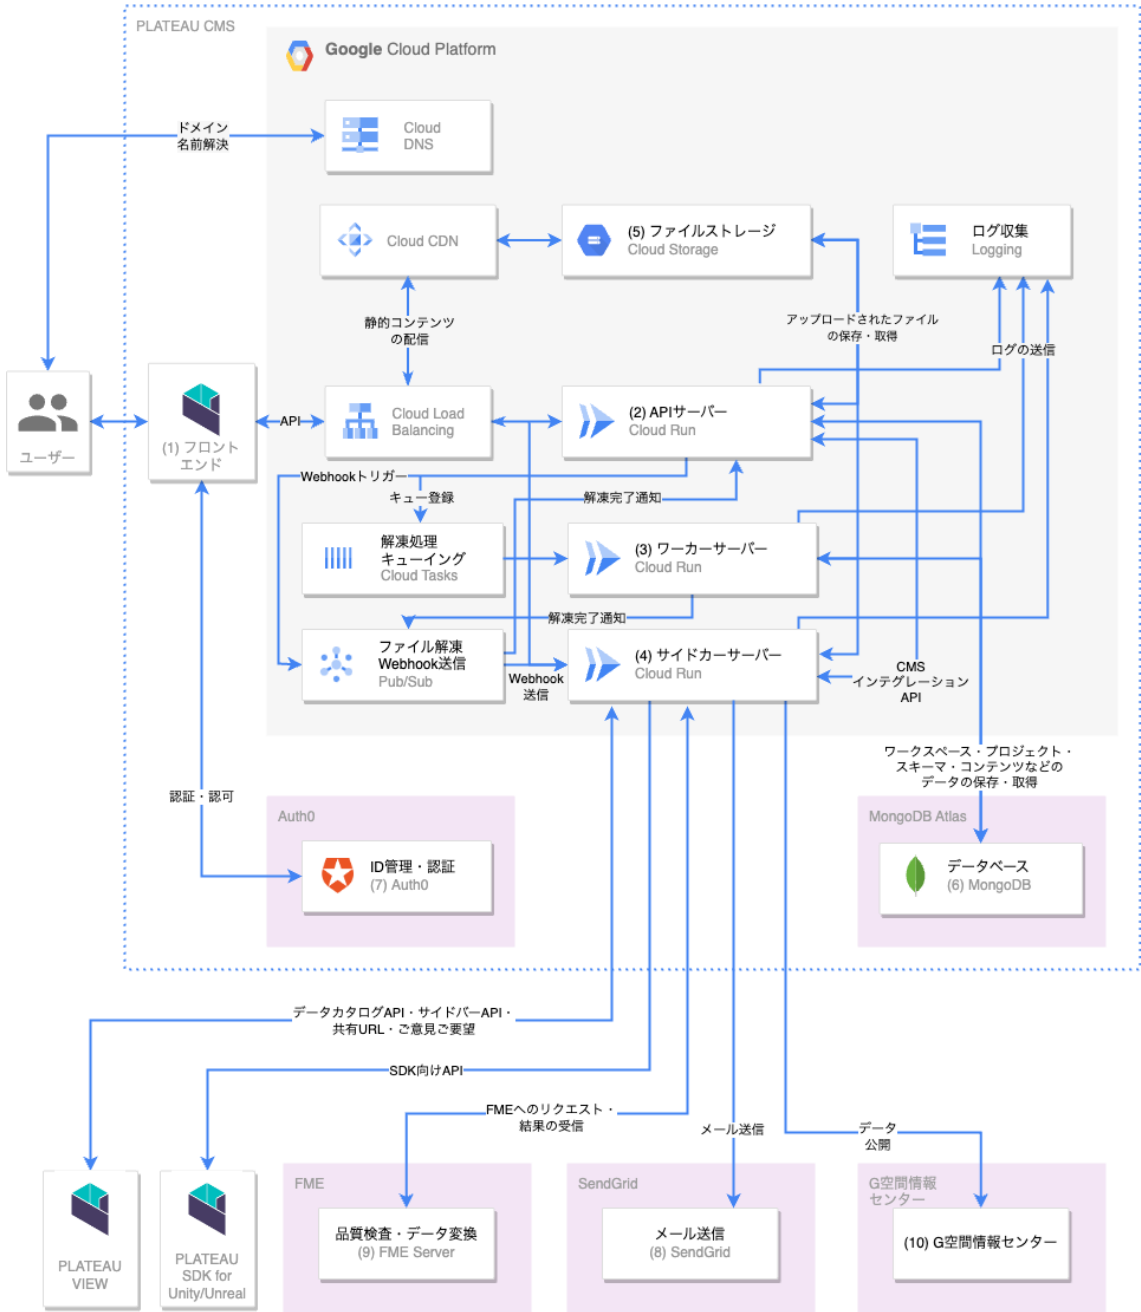 PLATEAU CMS
Google Cloud Platform
ドメイン
名前解決
Cloud
DNS
Cloud CDN
(5) ファイルストレージ
Cloud Storage
ログ収集
Logging
静的コンテンツ
の配信
アップロードされたファイル
の保存・取得
ログの送信
ユーザー
(1) フロント
エンド
API
Cloud Load
Balancing
(2) APIサーバー
Cloud Run
Webhookトリガー
キュー登録
解凍完了通知
解凍処理
キューイング
Cloud Tasks
(3) ワーカーサーバー
Cloud Run
解凍完了通知
ファイル解凍
Webhook送信
Pub/Sub
Webhook
送信
(4) サイドカーサーバー
Cloud Run
CMS
インテグレーション
API
ワークスペース・プロジェクト・
スキーマ・コンテンツなどの
データの保存・取得
認証・認可
Auth0
ID管理・認証
(7) Auth0
MongoDB Atlas
データベース
(6) MongoDB
データカタログAPI・サイドバーAPI・
共有URL・ご意見ご要望
SDK向けAPI
FMEへのリクエスト・
結果の受信
メール送信
データ
公開
PLATEAU
VIEW
PLATEAU
SDK for
Unity/Unreal
FME
品質検査・データ変換
(9) FME Server
SendGrid
メール送信
(8) SendGrid
G空間情報
センター
(10) G空間情報センター